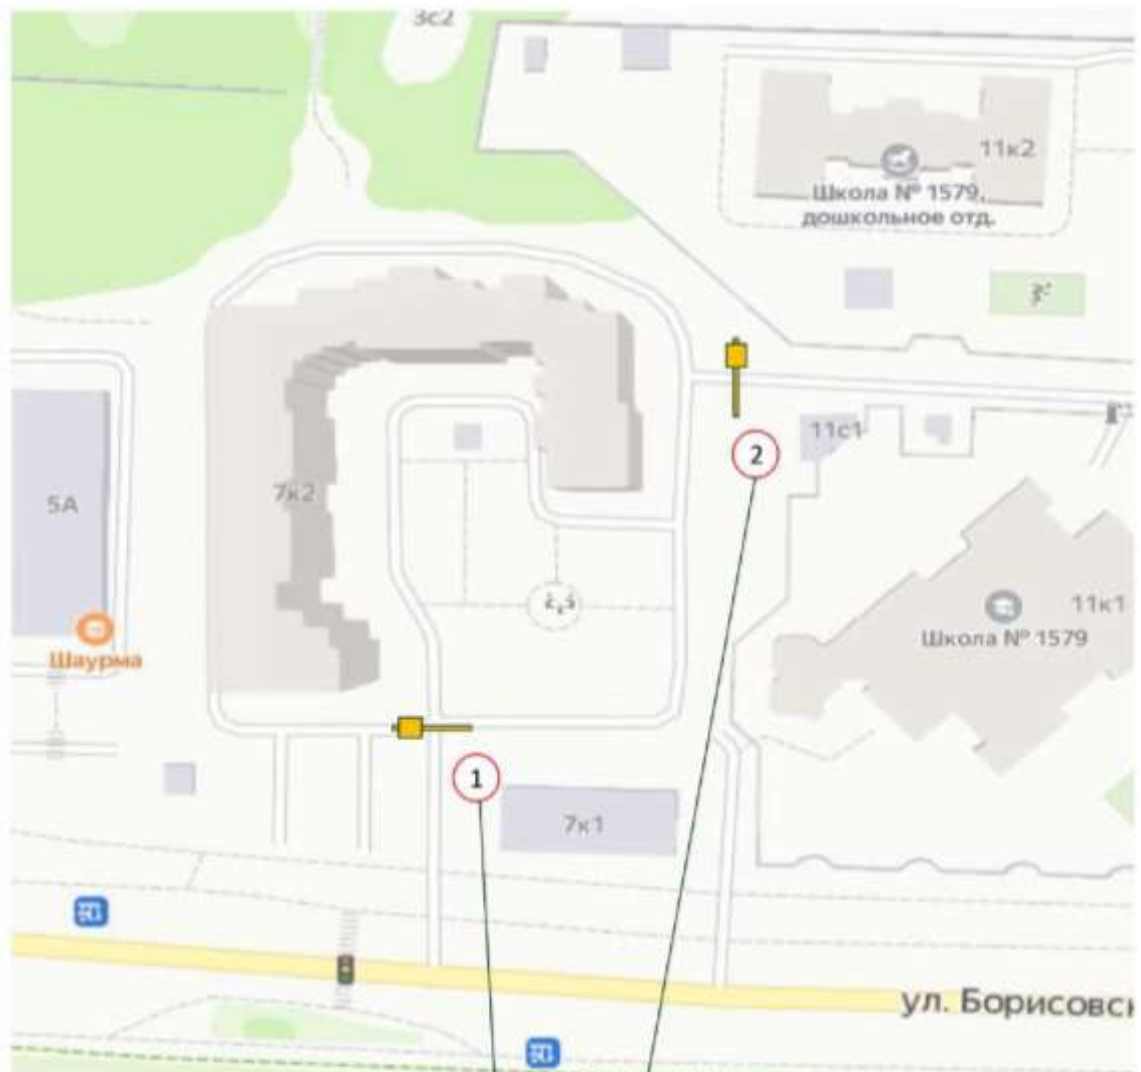 3с2
11к2
Школа № 1579,
дошкольное отд.
11с1
2
7к2
5А
11к1
Школа № 1579
Шаурма
1
7к1
ул. Борисовск